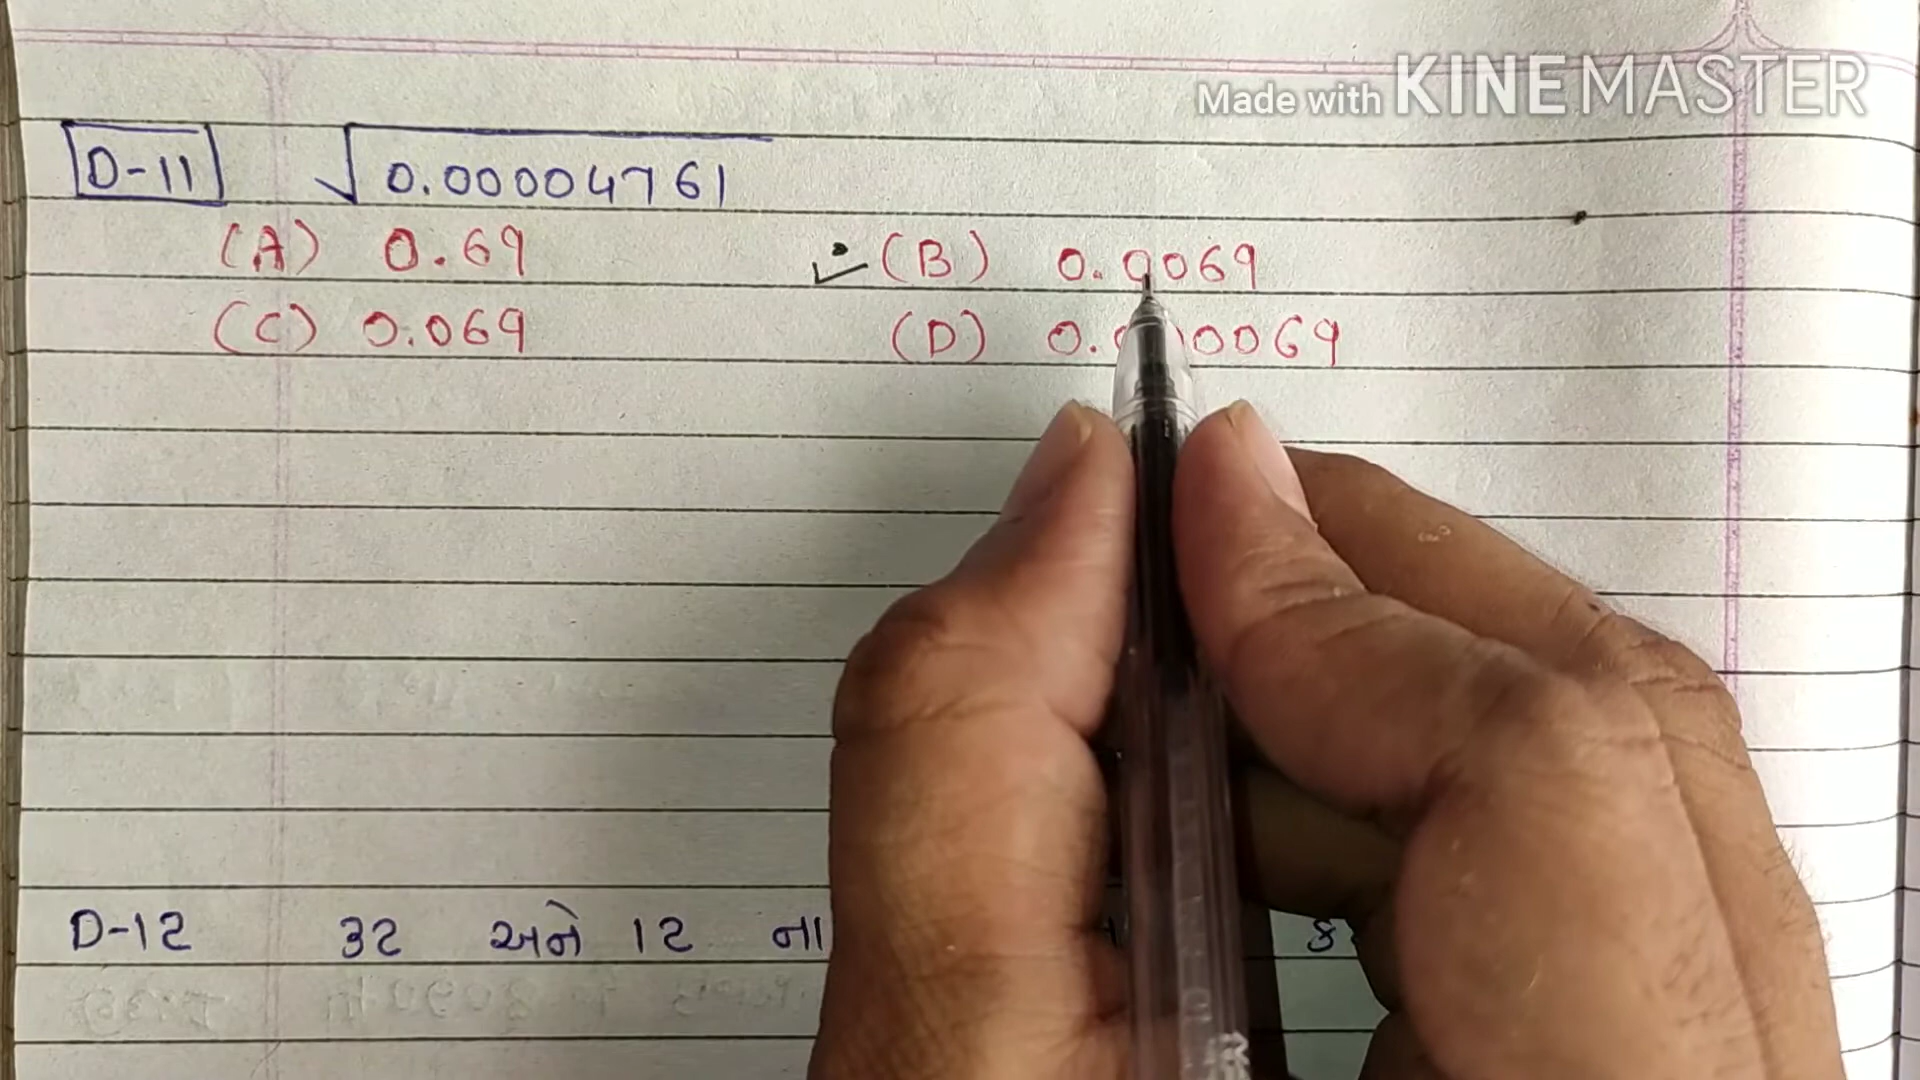 Made with KINEMASTER
D-11 √0.00004761
(A) 0.69 (B) 0.0069
(C) 0.069 (D)
D-12 32 અને 12 ના